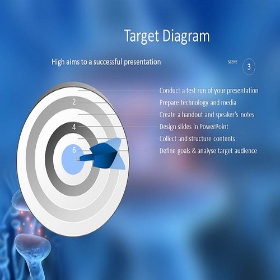 Target Diagram
High aims to a successful presentation
3
Conduct a test run of your presentation
2
Prepare technology and media
Create a handout and speaker's notes
4
Design slides in PowerPoint
Collect and structure contents
6
Define goals & analyse target audience